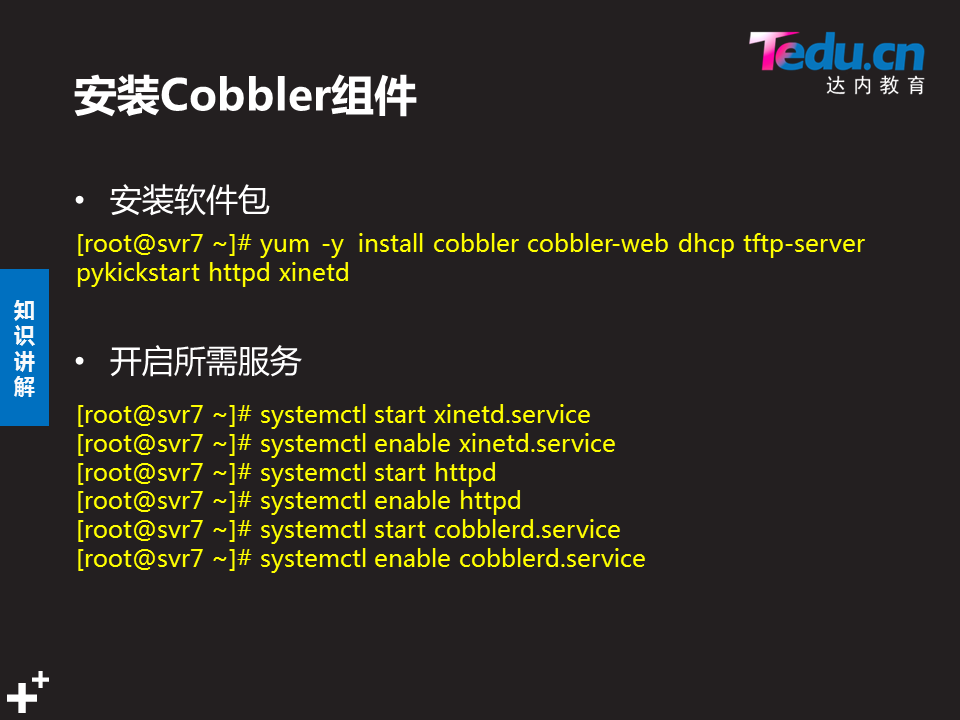 Tedu.cn
达内教育
安装Cobbler组件
• 安装软件包
[root@svr7 ~]# yum -y install cobbler cobbler-web dhcp tftp-server
pykickstart httpd xinetd
知
识
讲
解
• 开启所需服务
[root@svr7 ~]# systemctl start xinetd.service
[root@svr7 ~]# systemctl enable xinetd.service
[root@svr7 ~]# systemctl start httpd
[root@svr7 ~]# systemctl enable httpd
[root@svr7 ~]# systemctl start cobblerd.service
[root@svr7 ~]# systemctl enable cobblerd.service